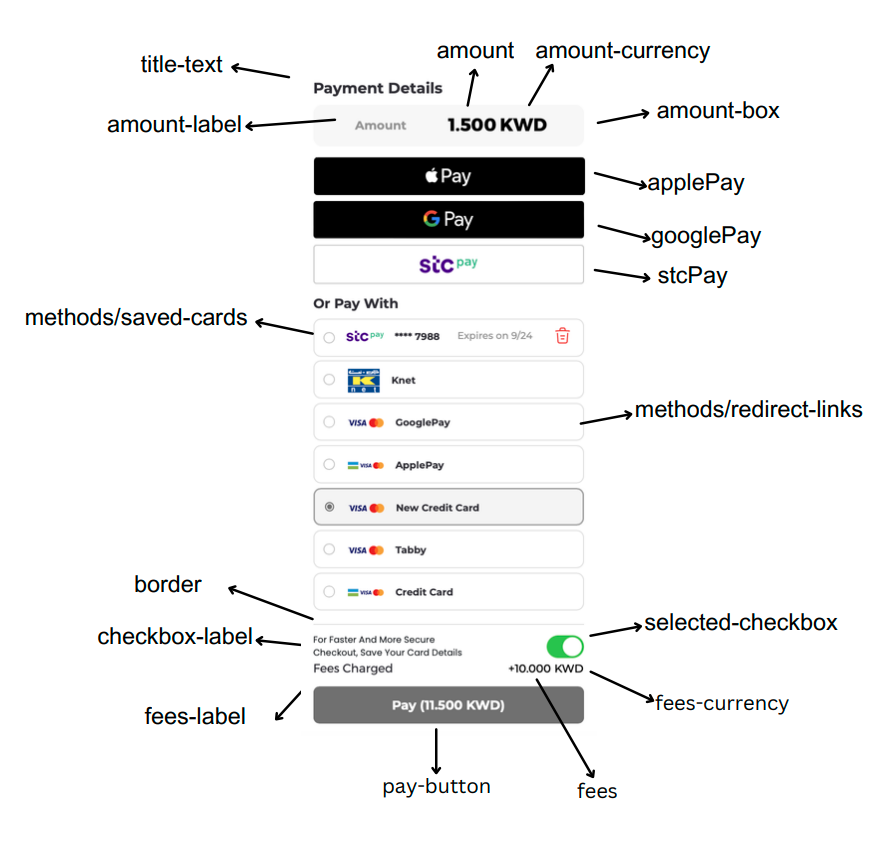 amount
amount-currency
title-text
Payment Details
amount-label
Amount
1.500 KWD
amount-box
Pay
applePay
G Pay
googlePay
stc pay
stcPay
Or Pay With
methods/saved-cards
stc pay **** 7988 Expires on 9/24
K net Knet
VISA GooglePay
methods/redirect-links
VISA ApplePay
VISA New Credit Card
VISA Tabby
VISA Credit Card
border
checkbox-label
For Faster And More Secure
Checkout, Save Your Card Details
selected-checkbox
Fees Charged
+10.000 KWD
fees-currency
fees-label
Pay (11.500 KWD)
pay-button
fees